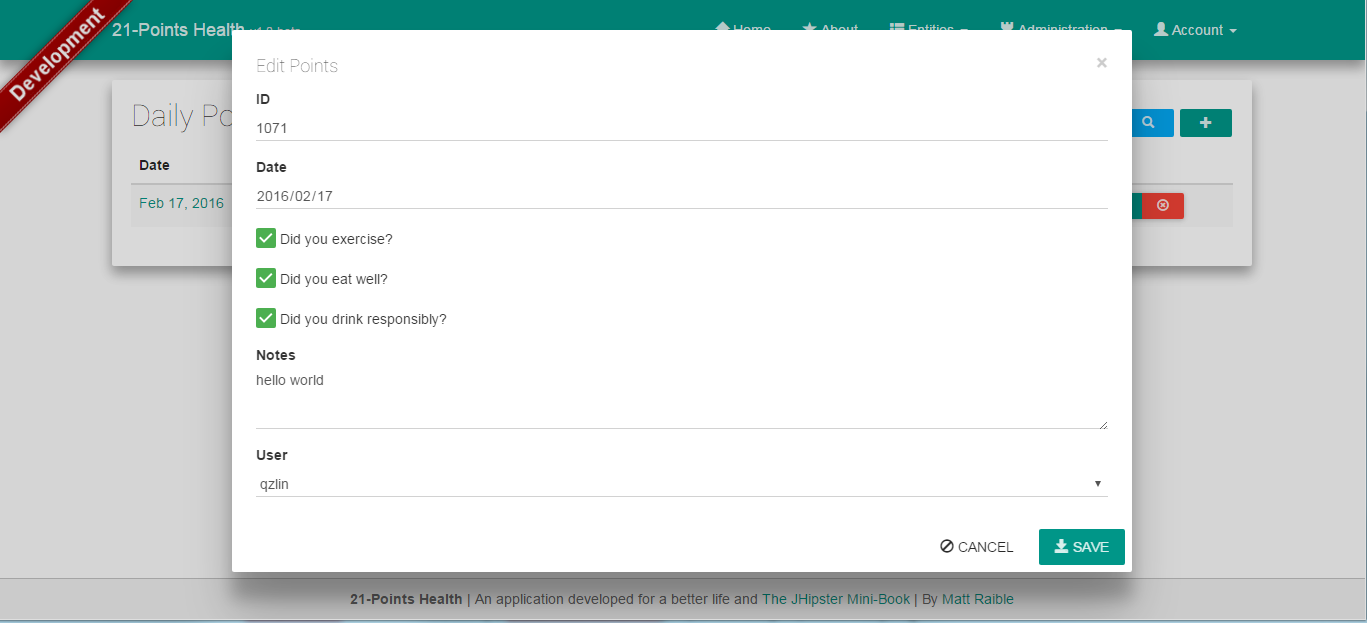 Development
21-Points Health v1.0 beta
Home About Entities Administration Account
Edit Points ×
ID
1071
Daily Po
Date
2016/02/17
Date
Feb 17, 2016
Did you exercise?
Did you eat well?
Did you drink responsibly?
Notes
hello world
User
qzlin
CANCEL SAVE
21-Points Health | An application developed for a better life and The JHipster Mini-Book | By Matt Raible